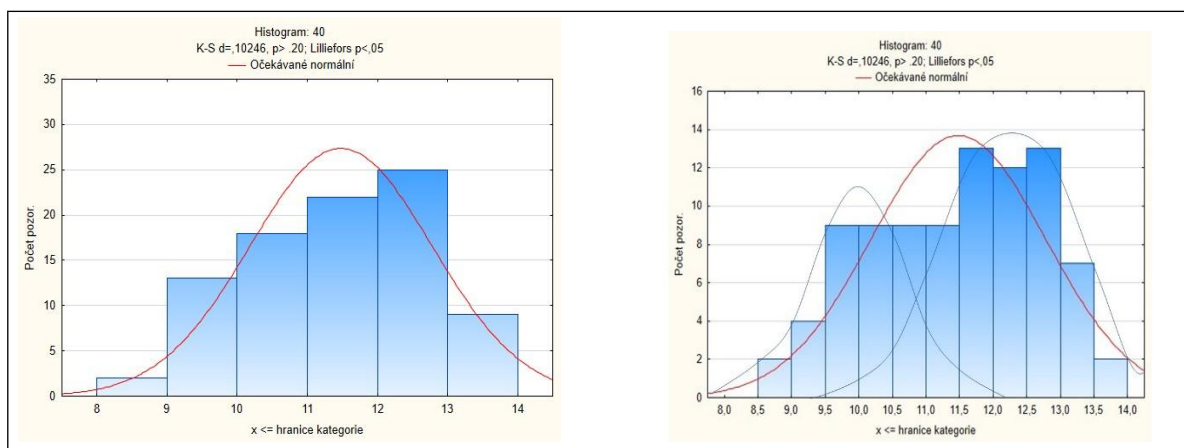 Histogram: 40
K-S d=,10246, p> .20; Lilliefors p<,05
Očekávané normální
35
30
25
20
15
10
5
0
Počet pozor.
8 9 10 11 12 13 14
x <= hranice kategorie
Histogram: 40
K-S d=,10246, p> .20; Lilliefors p<,05
Očekávané normální
16
14
12
10
8
6
4
2
0
Počet pozor.
8,0 8,5 9,0 9,5 10,0 10,5 11,0 11,5 12,0 12,5 13,0 13,5 14,0
x <= hranice kategorie